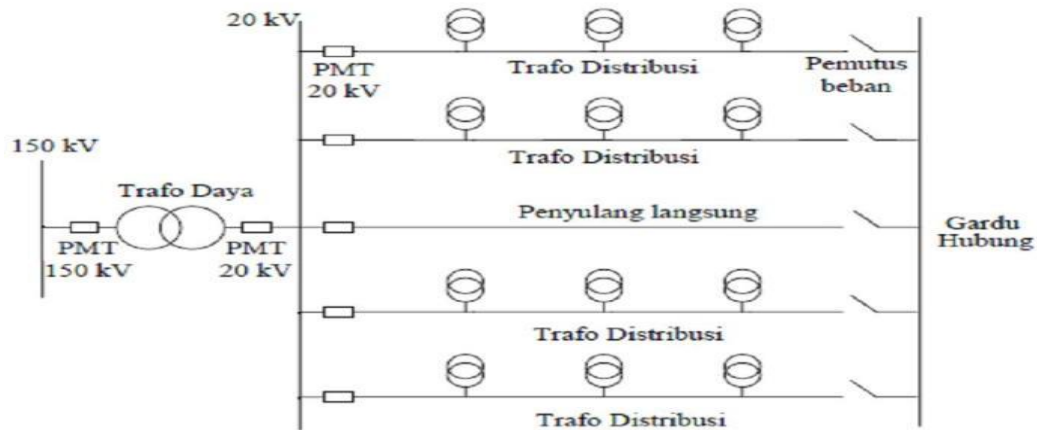 20 kV
PMT
20 kV
Trafo Distribusi
Pemutus
beban
Trafo Distribusi
150 kV
Trafo Daya
PMT
150 kV
PMT
20 kV
Penyulang langsung
Gardu
Hubung
Trafo Distribusi
Trafo Distribusi